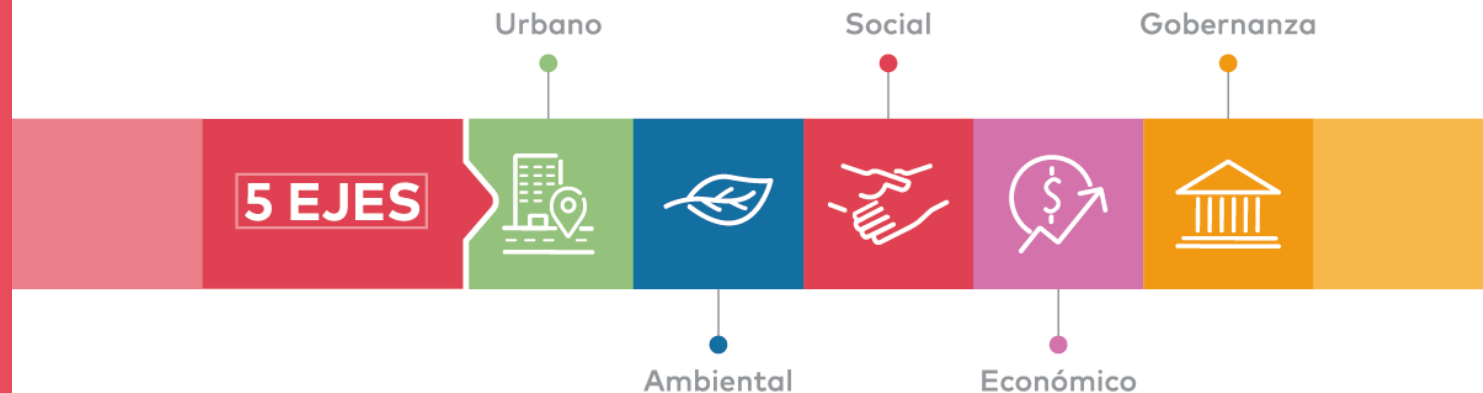 Urbano
Social
Gobernanza
5 EJES
$
Ambiental
Económico